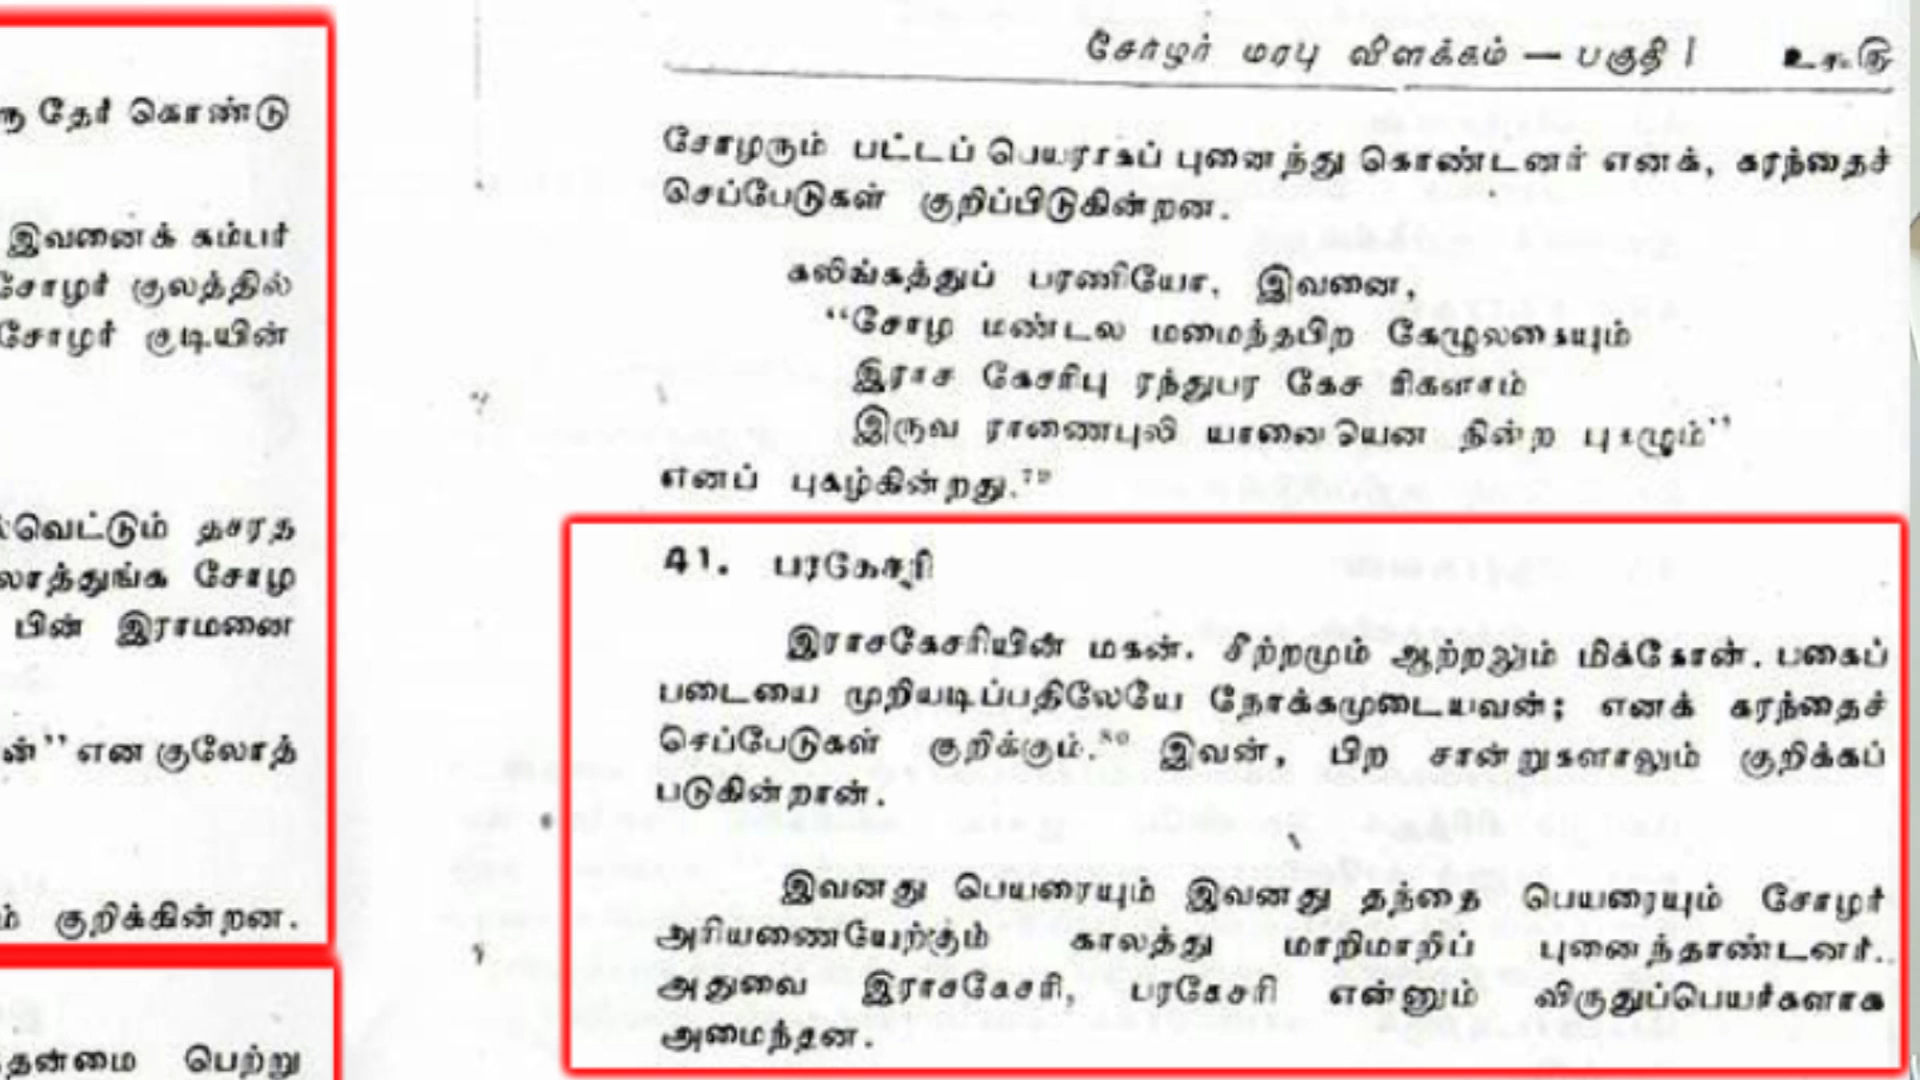 ரு தேர் கொண்டு
இவனைக் கம்பர்
சோழர் குலத்தில்
சோழர் குடியின்
தசரத
சோழ
பின் இராமனை
என குலோத்
குறிக்கின்றன.
பெற்று
சோழர் மரபு விளக்கம் — பகுதி I
சோழரும் பட்டப் பெயராகப் புனைந்து கொண்டனர் எனக், கரந்தைச்
செப்பேடுகள் குறிப்பிடுகின்றன.
கலிங்கத்துப் பரணியோ, இவனை,
“சோழ மண்டல மமைந்தபிற கேழுலகையும்
இராச கேசரிபு ரந்துபர கேச ரிகளாம்
இருவ ராணைபுலி யானையென நின்ற புகழும்”
எனப் புகழ்கின்றது.⁷⁹
41. பரகேசரி
இராசகேசரியின் மகன். சீற்றமும் ஆற்றலும் மிக்கோன். பகைப்
படையை முறியடிப்பதிலேயே நோக்கமுடையவன்; எனக் கரந்தைச்
செப்பேடுகள் குறிக்கும்.⁸⁰ இவன், பிற சான்றுகளாலும் குறிக்கப்
படுகின்றான்.
இவனது பெயரையும் இவனது தந்தை பெயரையும் சோழர்
அரியணையேற்கும் காலத்து மாறிமாறிப் புனைந்தாண்டனர்.
அதுவை இராசகேசரி, பரகேசரி என்னும் விருதுப்பெயர்களாக
அமைந்தன.